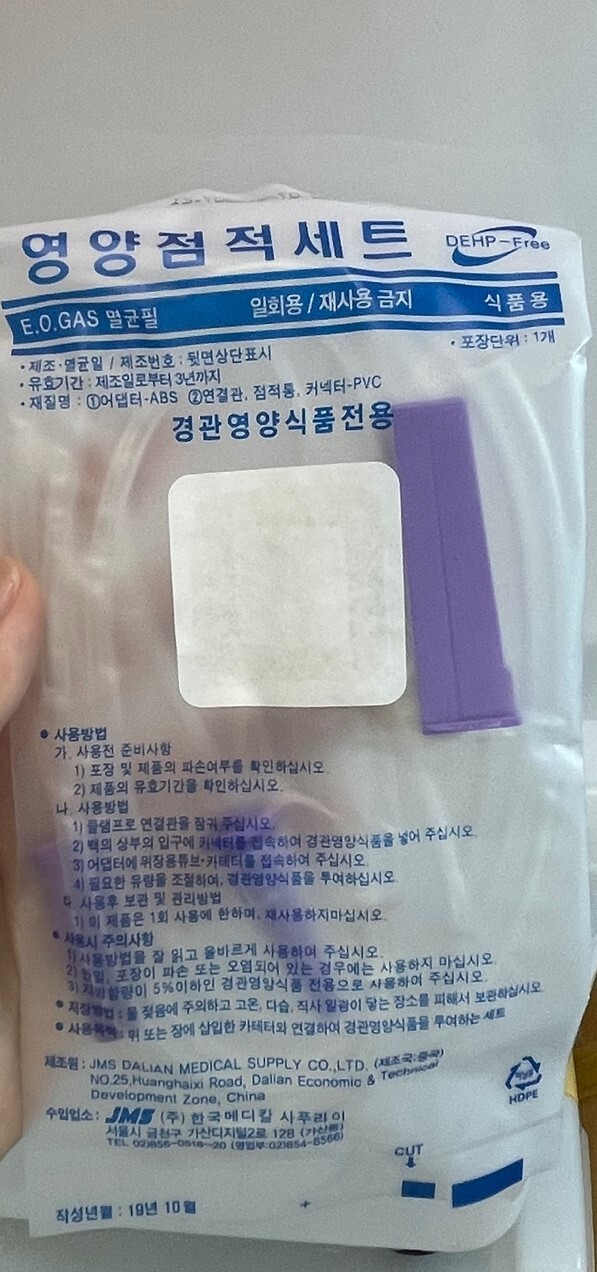 영양점적세트
DEHP-Free
E.O.GAS 멸균필 일회용/재사용 금지 식품용
• 제조·멸균일 / 제조번호 : 뒷면상단표시 • 포장단위 : 1개
• 유효기간 : 제조일로부터 3년까지
• 재질명 : ①어댑터-ABS ②연결관, 점적통, 커넥터-PVC
경관영양식품전용
● 사용방법
가. 사용전 준비사항
1) 포장 및 제품의 파손여부를 확인하십시오.
2) 제품의 유효기간을 확인하십시오.
나. 사용방법
1) 클램프로 연결관을 잠궈 주십시오.
2) 백의 상부의 입구에 커넥터를 접속하여 경관영양식품을 넣어 주십시오.
3) 어댑터에 위장용튜브·카테터를 접속하여 주십시오.
4) 필요한 유량을 조절하여, 경관영양식품을 투여하십시오.
다. 사용후 보관 및 관리방법
1) 이 제품은 1회 사용에 한하며, 재사용하지마십시오.
● 사용시 주의사항
1) 사용방법을 잘 읽고 올바르게 사용하여 주십시오.
2) 만일, 포장이 파손 또는 오염되어 있는 경우에는 사용하지 마십시오.
3) 지방함량이 5%이하인 경관영양식품 전용으로 사용하여 주십시오.
● 저장방법 : 물 젖음에 주의하고 고온, 다습, 직사 일광이 닿는 장소를 피해서 보관하십시오.
● 사용목적 : 위 또는 장에 삽입한 카테터와 연결하여 경관영양식품을 투여하는 세트
제조원 : JMS DALIAN MEDICAL SUPPLY CO.,LTD. (제조국:중국)
NO.25,Huanghaixi Road, Dalian Economic & Technical
Development Zone, China
수입업소 : JMS (주) 한국메디칼 사푸라이
서울시 금천구 가산디지털2로 128 (가산동)
TEL 02)856-0518~20 (영업부:02)854-8566)
HDPE
CUT
작성년월 : 19년 10월